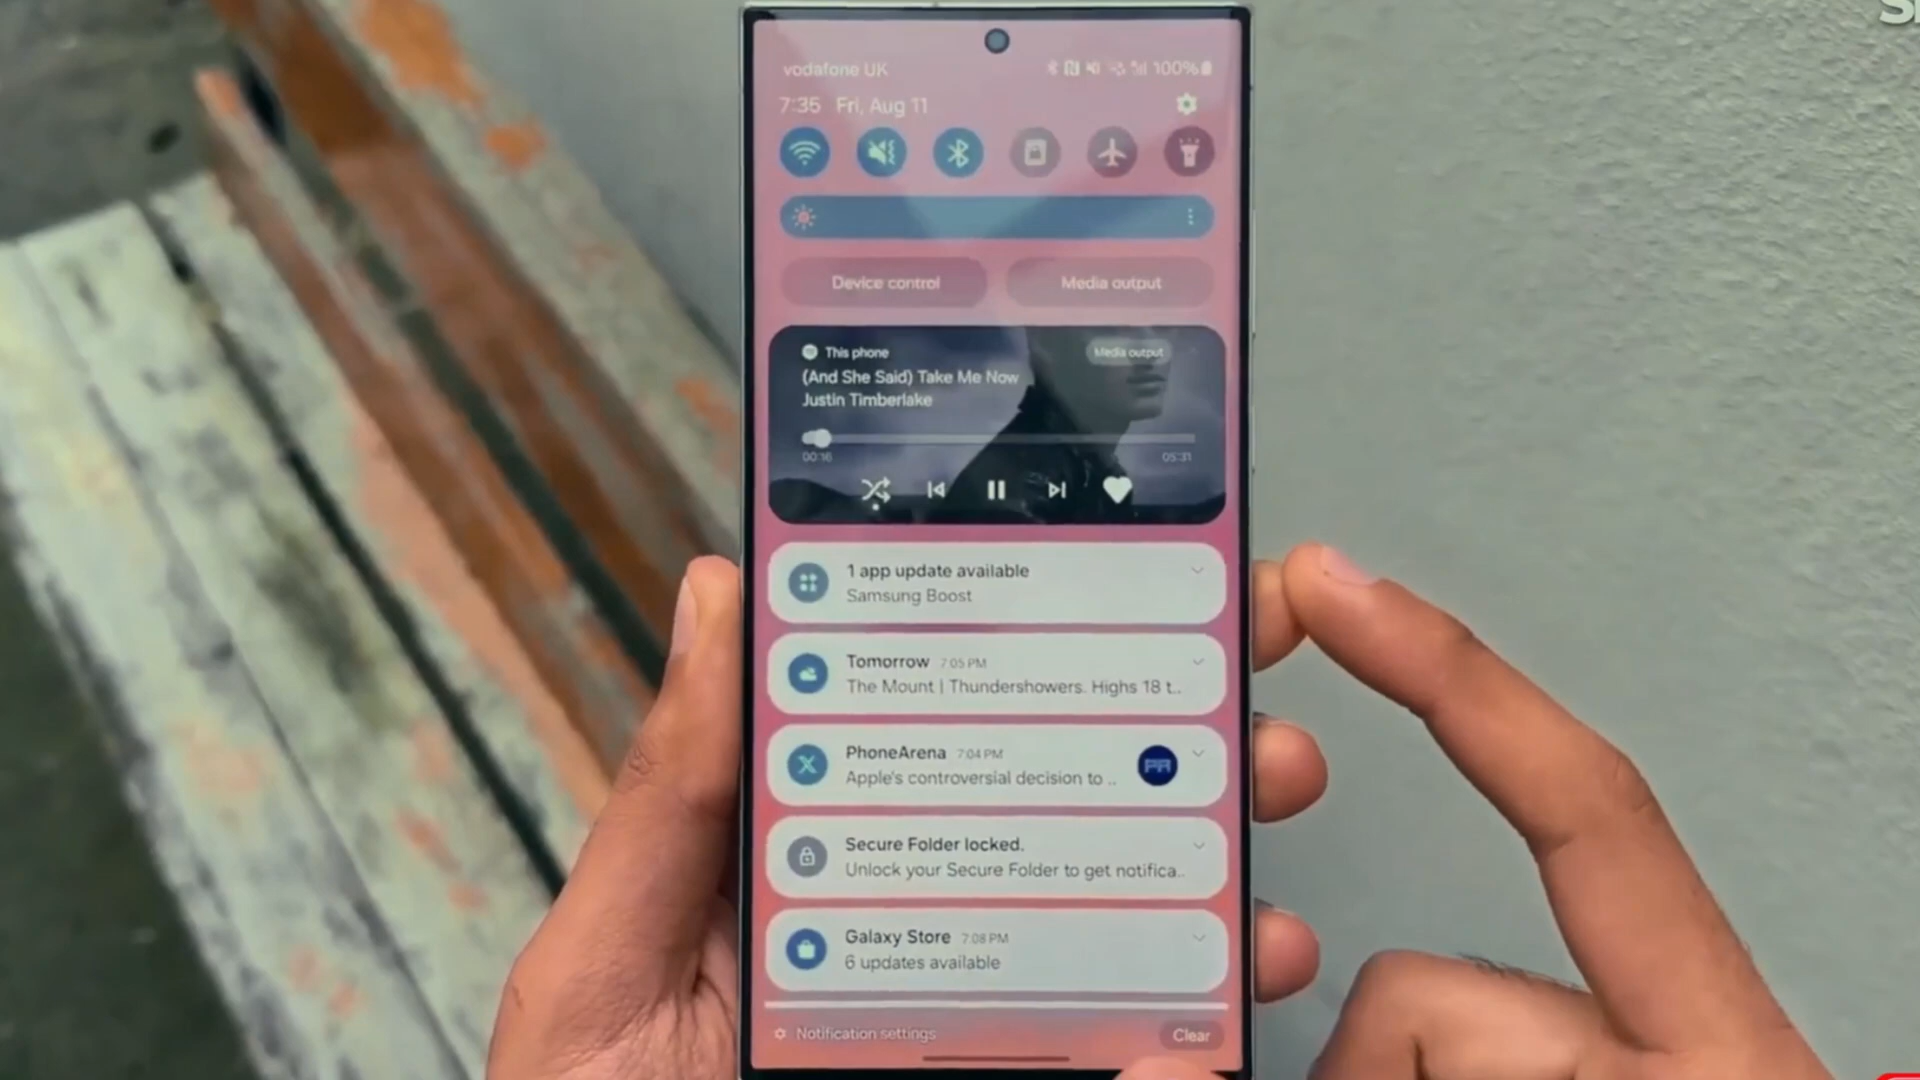 vodafone UK
100%
7:35 Fri, Aug 11
Device control
Media output
This phone
Media output
(And She Said) Take Me Now
Justin Timberlake
00:16
05:31
1 app update available
Samsung Boost
Tomorrow 7:05 PM
The Mount | Thundershowers. Highs 18 t..
PhoneArena 7:04 PM
Apple's controversial decision to ..
PA
Secure Folder locked.
Unlock your Secure Folder to get notifica..
Galaxy Store 7:08 PM
6 updates available
Notification settings
Clear